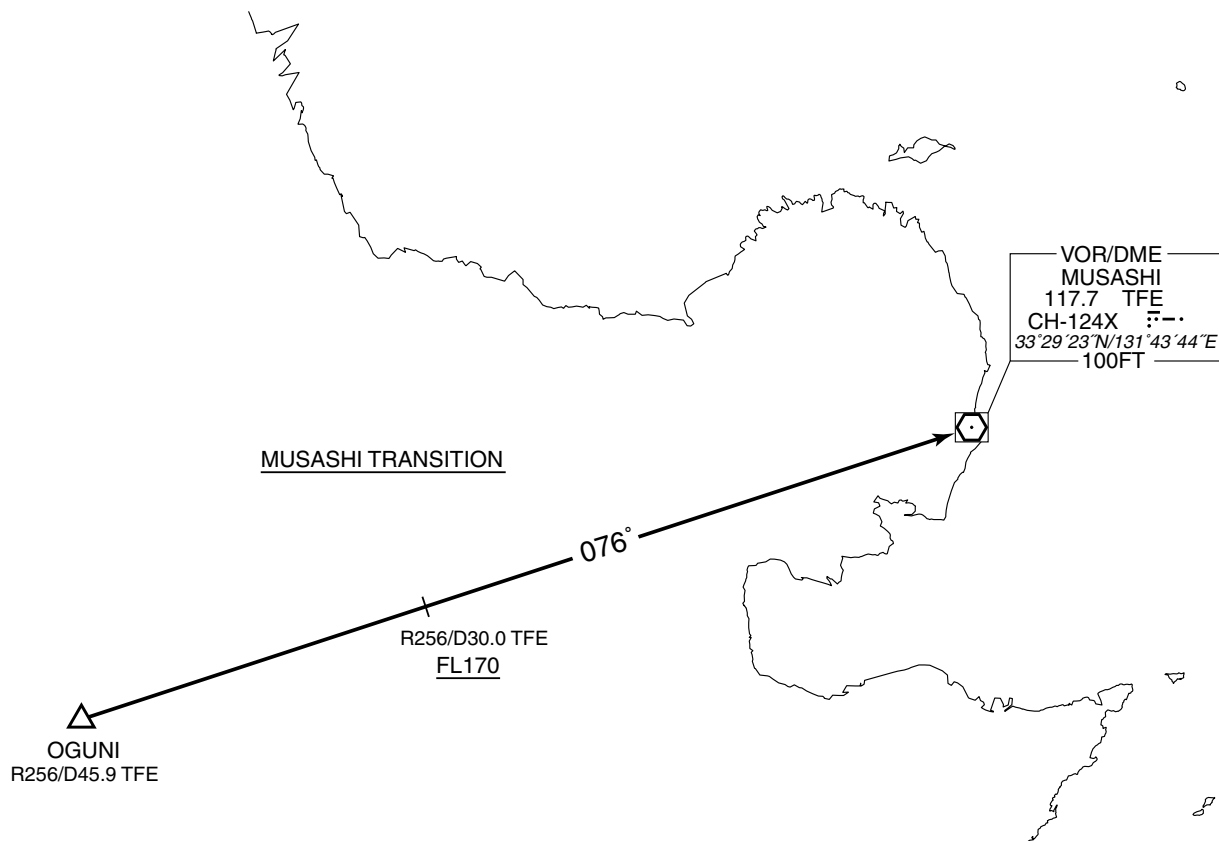 VOR/DME
MUSASHI
117.7 TFE
CH-124X
33°29´23˝N/131°43´44˝E
100FT
MUSASHI TRANSITION
076°
R256/D30.0 TFE
FL170
OGUNI
R256/D45.9 TFE